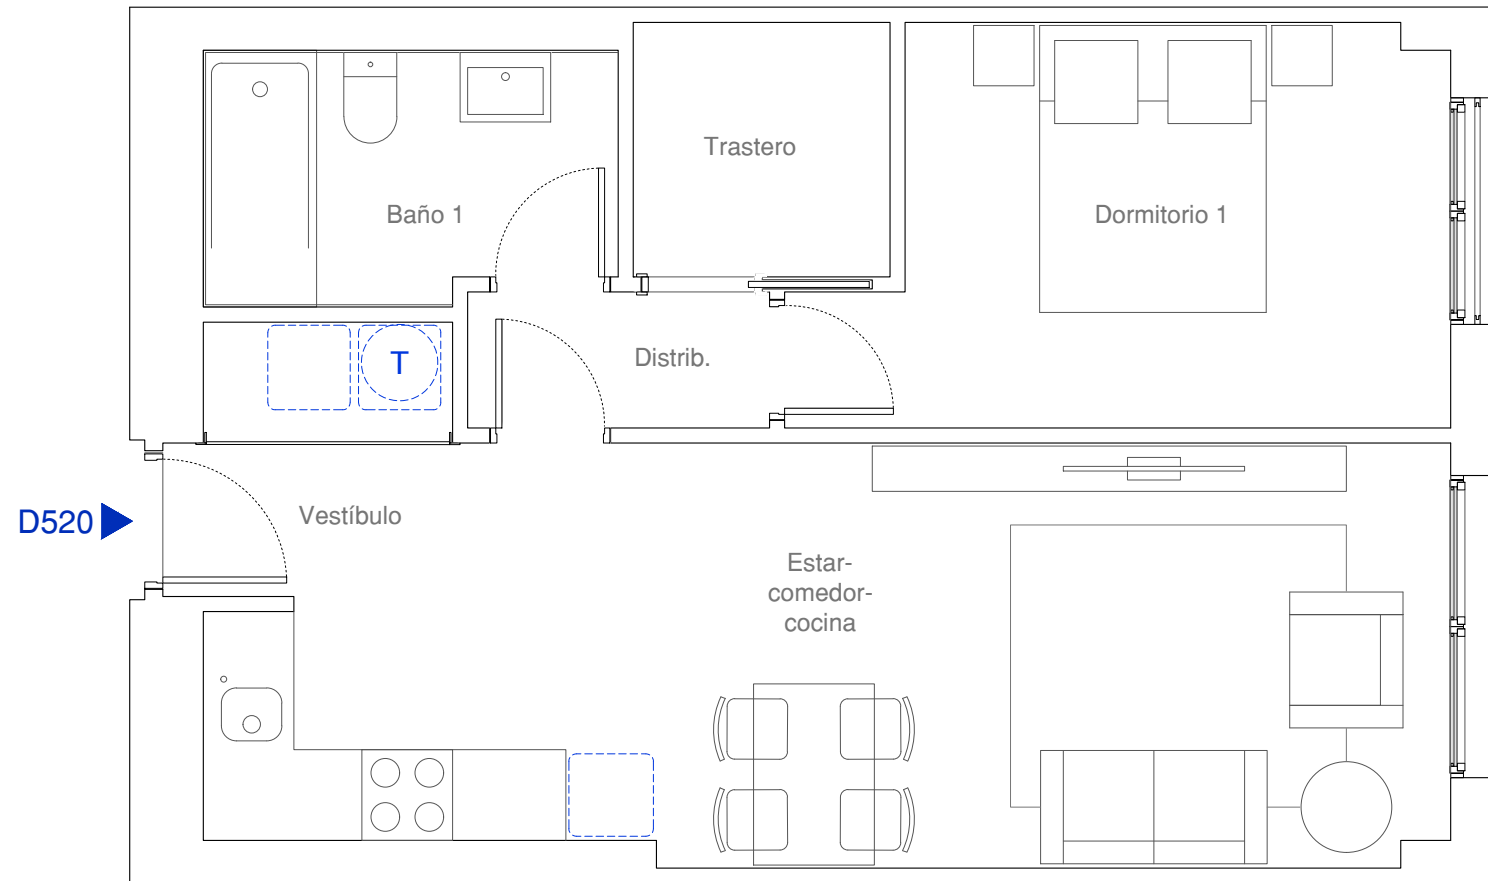 Trastero
Baño 1
Dormitorio 1
T
Distrib.
D520
Vestíbulo
Estar-
comedor-
cocina